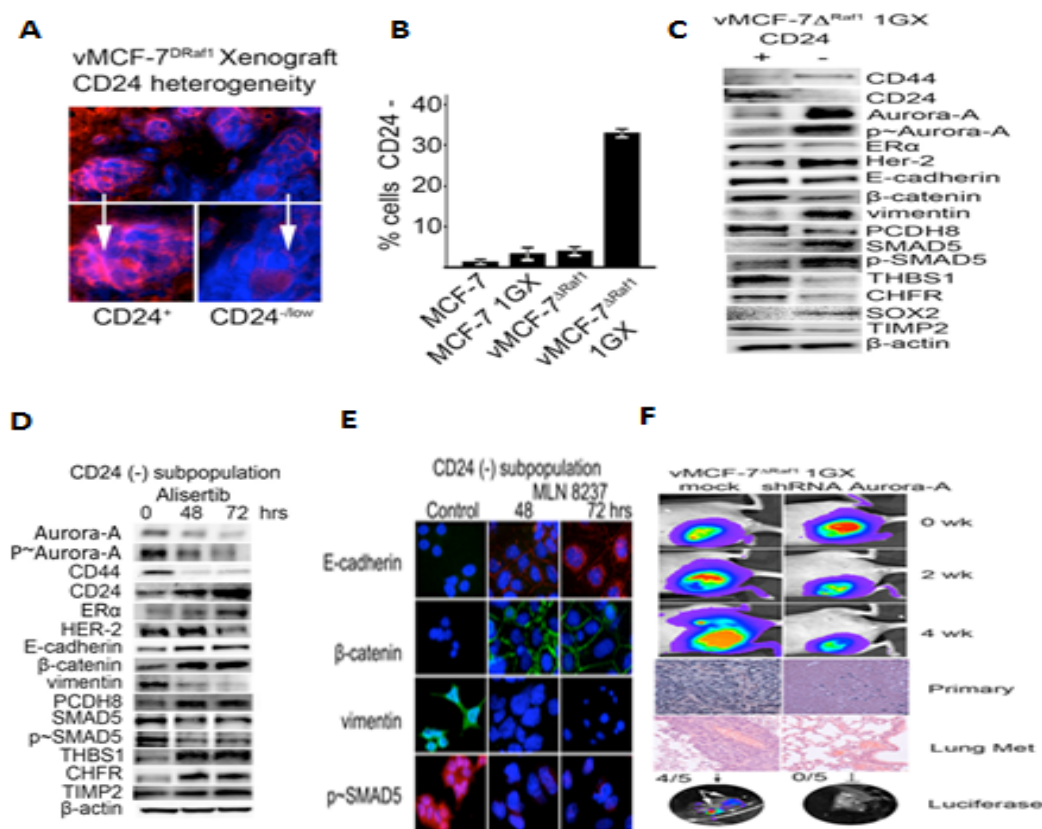 A
vMCF-7DRaf1 Xenograft
CD24 heterogeneity
CD24+
CD24-/low
B
% cells CD24 -
40
30
20
10
MCF-7
MCF-7 1GX
vMCF-7ΔRaf1
vMCF-7ΔRaf1
1GX
C
vMCF-7ΔRaf1 1GX
CD24
+ -
CD44
CD24
Aurora-A
p~Aurora-A
ERα
Her-2
E-cadherin
β-catenin
vimentin
PCDH8
SMAD5
p-SMAD5
THBS1
CHFR
SOX2
TIMP2
β-actin
D
CD24 (-) subpopulation
Alisertib
0 48 72 hrs
Aurora-A
P~Aurora-A
CD44
CD24
ERα
HER-2
E-cadherin
β-catenin
vimentin
PCDH8
SMAD5
p~SMAD5
THBS1
CHFR
TIMP2
β-actin
E
CD24 (-) subpopulation
MLN 8237
Control 48 72 hrs
E-cadherin
β-catenin
vimentin
p~SMAD5
F
vMCF-7ΔRaf1 1GX
mock shRNA Aurora-A
0 wk
2 wk
4 wk
Primary
Lung Met
4/5 0/5
Luciferase